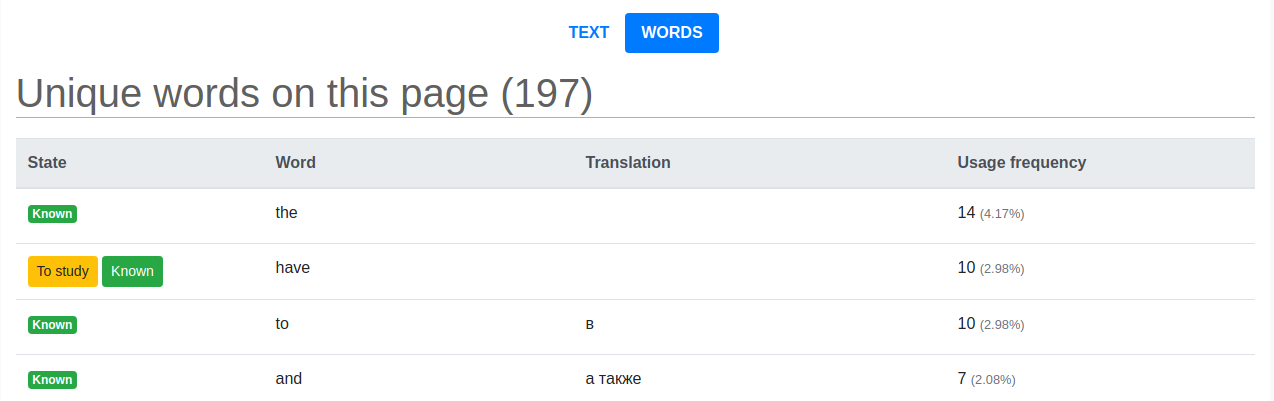 TEXT WORDS
Unique words on this page (197)
State Word Translation Usage frequency
Known the 14 (4.17%)
To study Known have 10 (2.98%)
Known to в 10 (2.98%)
Known and а также 7 (2.08%)